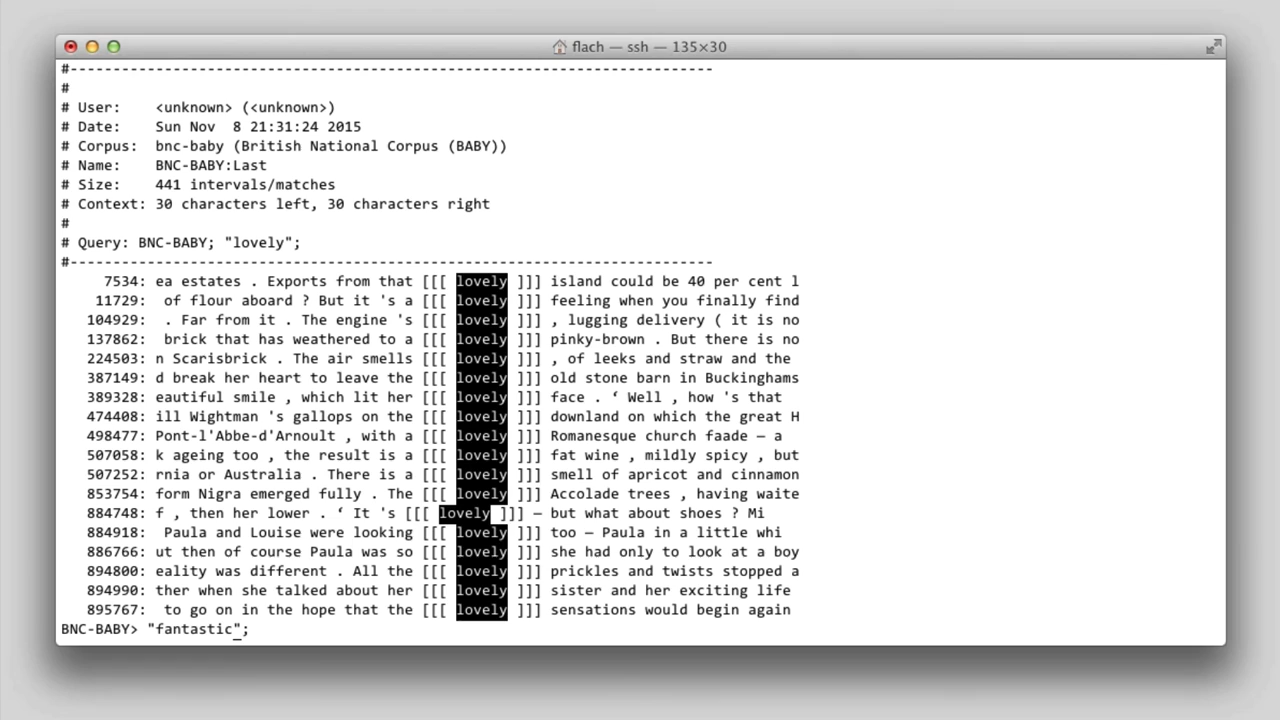 flach — ssh — 135×30
#---------------------------------------------------------------------------
#
# User:    <unknown> (<unknown>)
# Date:    Sun Nov  8 21:31:24 2015
# Corpus:  bnc-baby (British National Corpus (BABY))
# Name:    BNC-BABY:Last
# Size:    441 intervals/matches
# Context: 30 characters left, 30 characters right
#
# Query: BNC-BABY; "lovely";
#---------------------------------------------------------------------------
     7534: ea estates . Exports from that [[[ lovely ]]] island could be 40 per cent l
    11729:  of flour aboard ? But it 's a [[[ lovely ]]] feeling when you finally find
   104929:  . Far from it . The engine 's [[[ lovely ]]] , lugging delivery ( it is no
   137862:  brick that has weathered to a [[[ lovely ]]] pinky-brown . But there is no
   224503: n Scarisbrick . The air smells [[[ lovely ]]] , of leeks and straw and the
   387149: d break her heart to leave the [[[ lovely ]]] old stone barn in Buckinghams
   389328: eautiful smile , which lit her [[[ lovely ]]] face . ‘ Well , how 's that
   474408: ill Wightman 's gallops on the [[[ lovely ]]] downland on which the great H
   498477: Pont-l'Abbe-d'Arnoult , with a [[[ lovely ]]] Romanesque church faade — a
   507058: k ageing too , the result is a [[[ lovely ]]] fat wine , mildly spicy , but
   507252: rnia or Australia . There is a [[[ lovely ]]] smell of apricot and cinnamon
   853754: form Nigra emerged fully . The [[[ lovely ]]] Accolade trees , having waite
   884748: f , then her lower . ‘ It 's [[[ lovely ]]] — but what about shoes ? Mi
   884918:  Paula and Louise were looking [[[ lovely ]]] too — Paula in a little whi
   886766: ut then of course Paula was so [[[ lovely ]]] she had only to look at a boy
   894800: eality was different . All the [[[ lovely ]]] prickles and twists stopped a
   894990: ther when she talked about her [[[ lovely ]]] sister and her exciting life
   895767:  to go on in the hope that the [[[ lovely ]]] sensations would begin again
BNC-BABY> "fantastic";